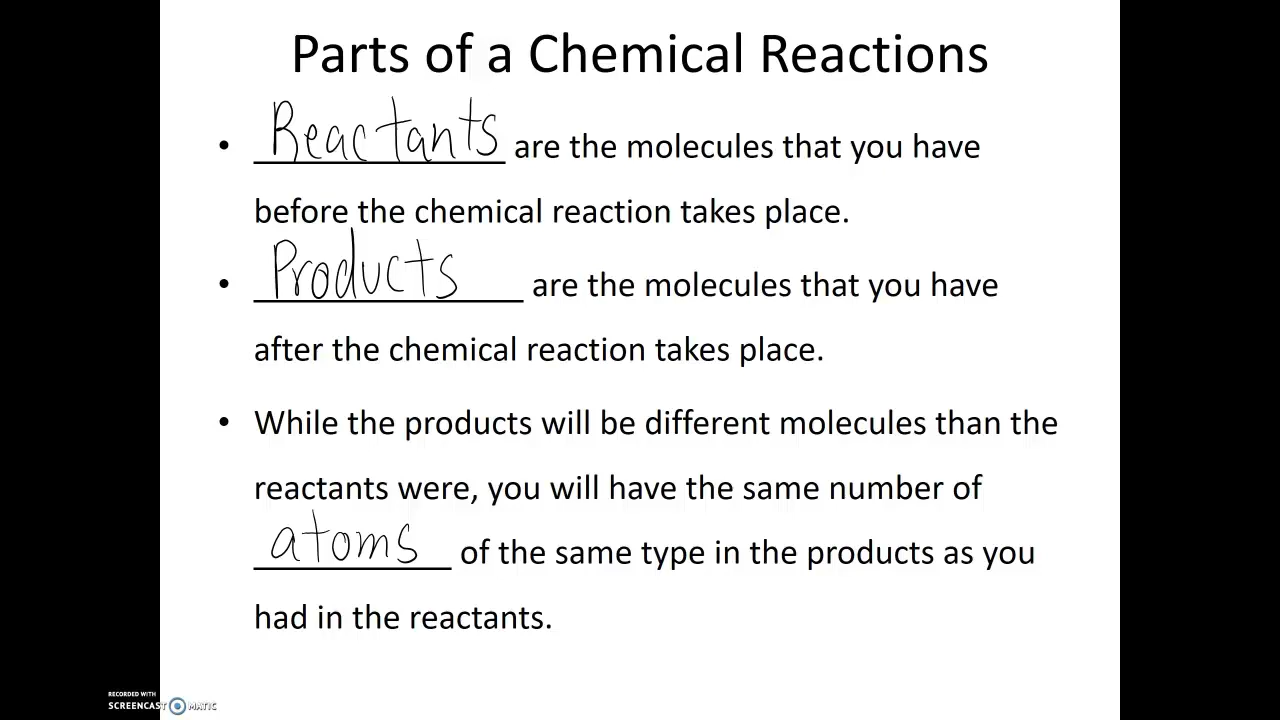 Parts of a Chemical Reactions
• Reactants are the molecules that you have
before the chemical reaction takes place.
• Products are the molecules that you have
after the chemical reaction takes place.
• While the products will be different molecules than the
reactants were, you will have the same number of
atoms of the same type in the products as you
had in the reactants.
RECORDED WITH
SCREENCAST MATIC